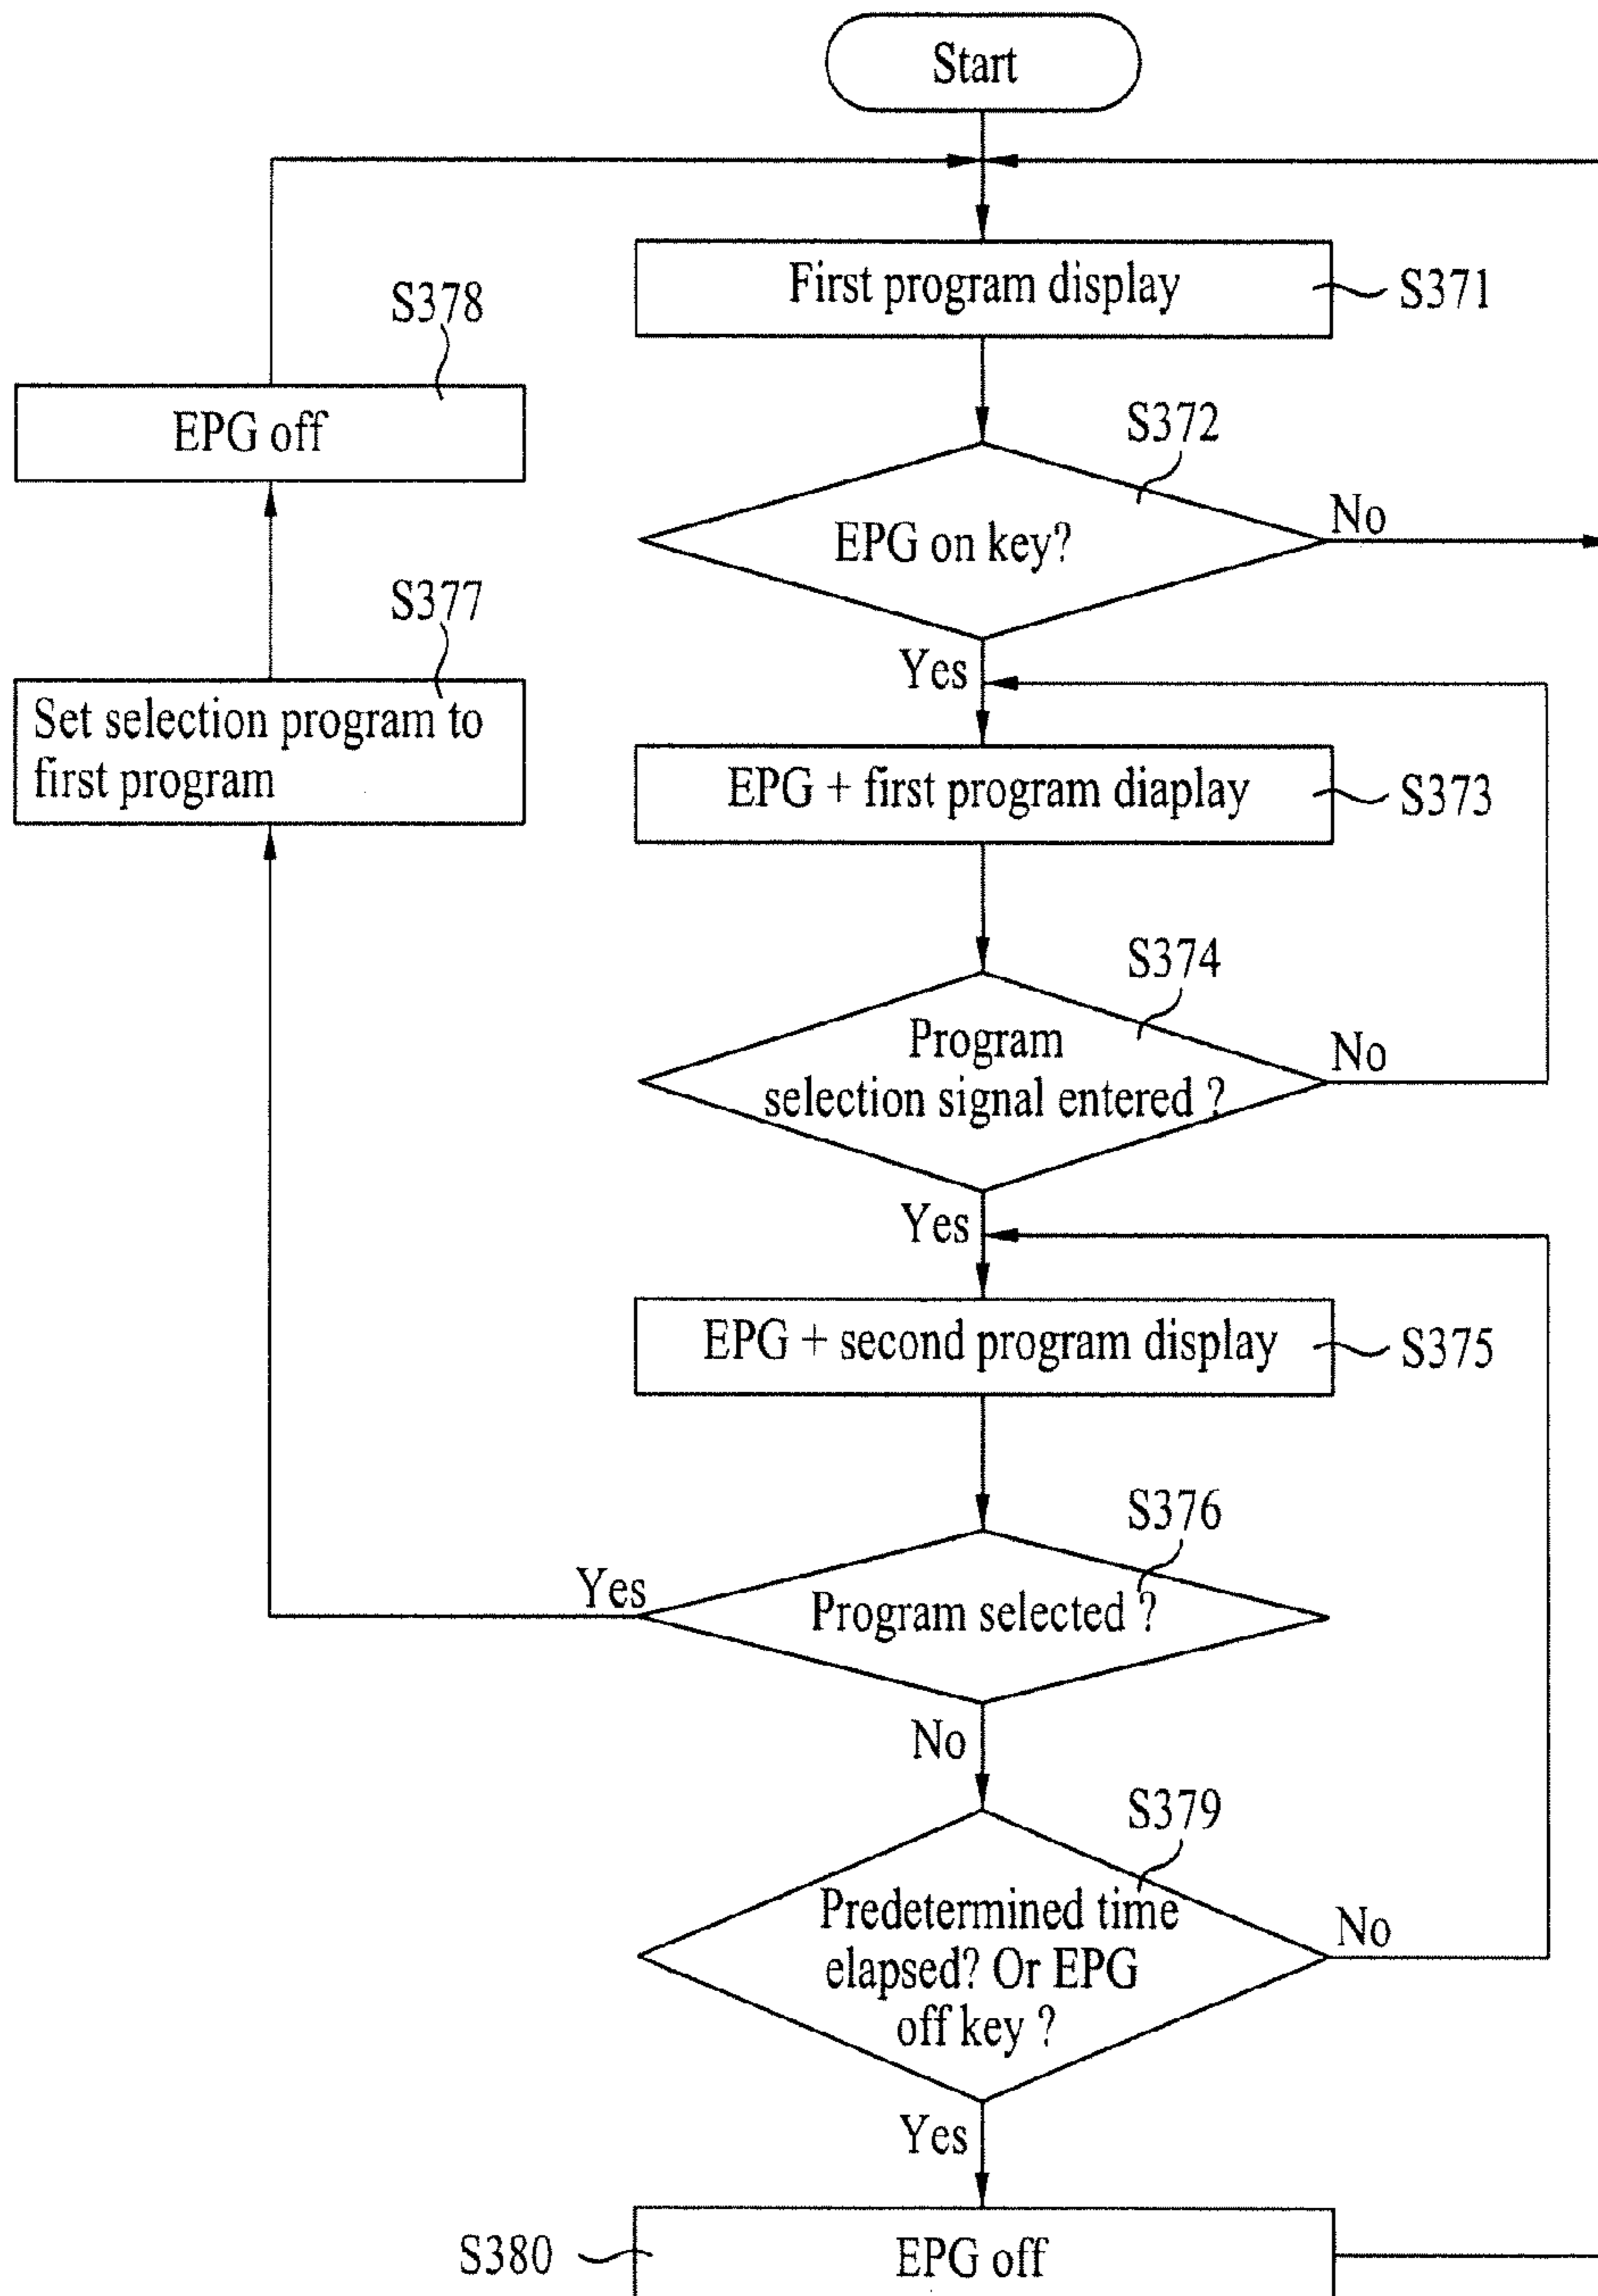 Start
First program display
S371
S378
EPG off
S372
EPG on key?
No
S377
Yes
Set selection program to
first program
EPG + first program diaplay
S373
S374
Program
selection signal entered ?
No
Yes
EPG + second program display
S375
S376
Yes
Program selected ?
No
S379
Predetermined time
elapsed? Or EPG
off key ?
No
Yes
S380
EPG off